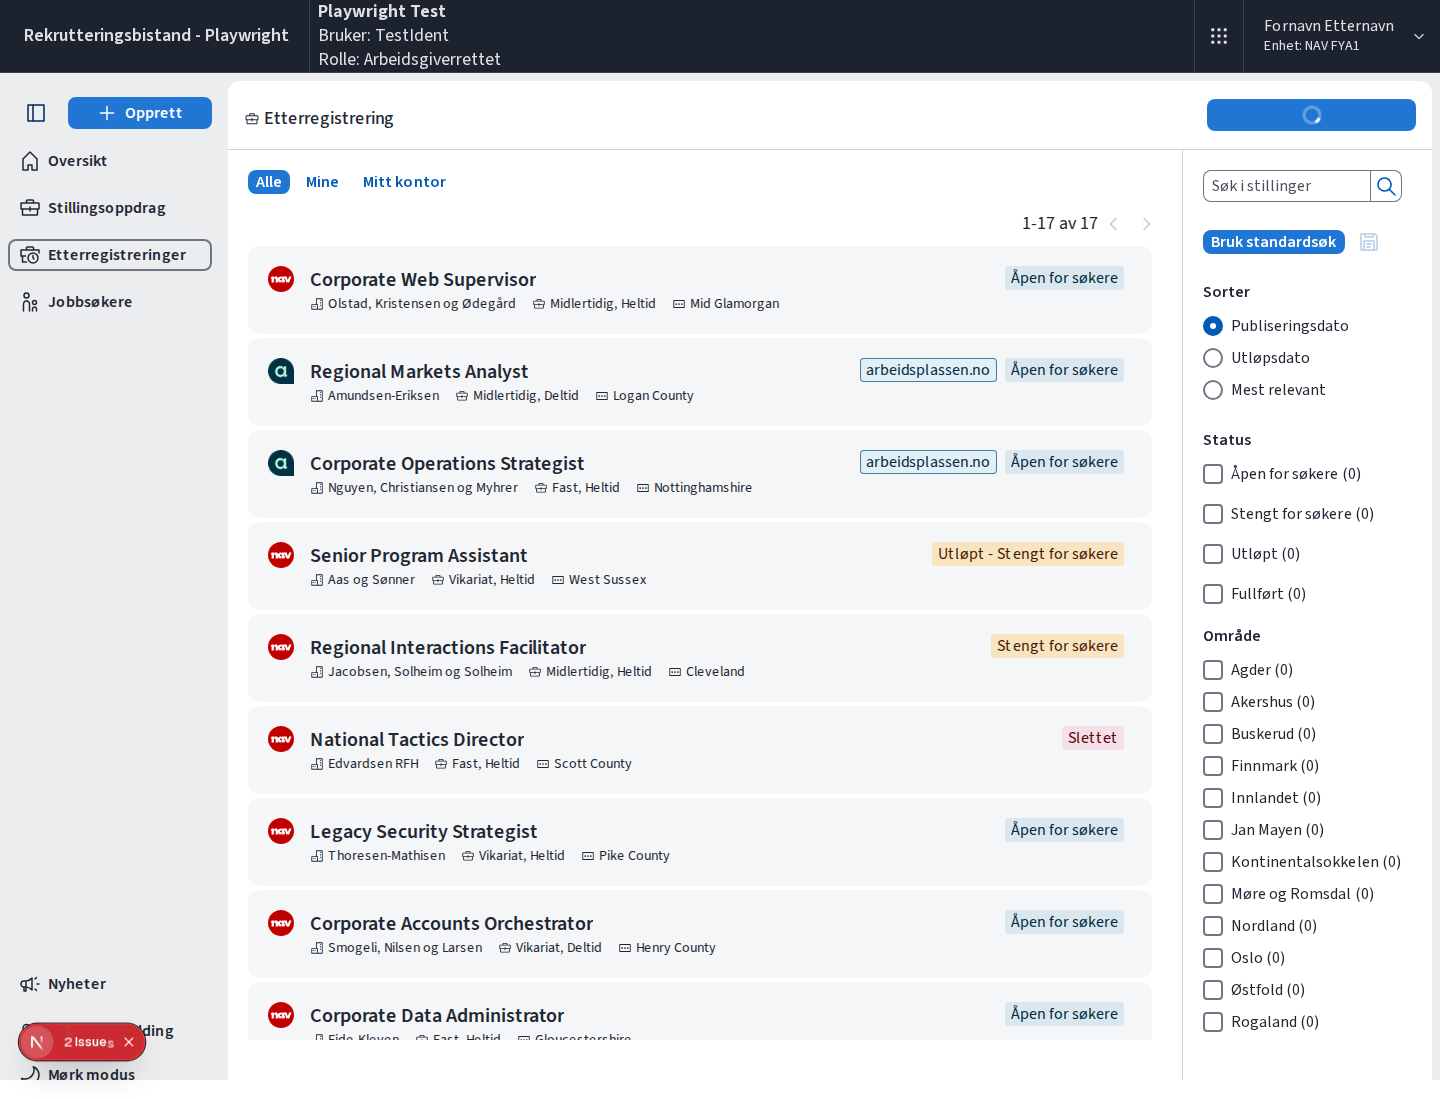 Rekrutteringsbistand - Playwright
Playwright Test
Bruker: TestIdent
Rolle: Arbeidsgiverrettet
Fornavn Etternavn
Enhet: NAV FYA1
Opprett
Oversikt
Stillingsoppdrag
Etterregistreringer
Jobbsøkere
Nyheter
lding
2 Issues
Mørk modus
Etterregistrering
Alle
Mine
Mitt kontor
1-17 av 17
nav
Corporate Web Supervisor
Åpen for søkere
Olstad, Kristensen og Ødegård
Midlertidig, Heltid
Mid Glamorgan
a
Regional Markets Analyst
arbeidsplassen.no
Åpen for søkere
Amundsen-Eriksen
Midlertidig, Deltid
Logan County
a
Corporate Operations Strategist
arbeidsplassen.no
Åpen for søkere
Nguyen, Christiansen og Myhrer
Fast, Heltid
Nottinghamshire
nav
Senior Program Assistant
Utløpt - Stengt for søkere
Aas og Sønner
Vikariat, Heltid
West Sussex
nav
Regional Interactions Facilitator
Stengt for søkere
Jacobsen, Solheim og Solheim
Midlertidig, Heltid
Cleveland
nav
National Tactics Director
Slettet
Edvardsen RFH
Fast, Heltid
Scott County
nav
Legacy Security Strategist
Åpen for søkere
Thoresen-Mathisen
Vikariat, Heltid
Pike County
nav
Corporate Accounts Orchestrator
Åpen for søkere
Smogeli, Nilsen og Larsen
Vikariat, Deltid
Henry County
nav
Corporate Data Administrator
Åpen for søkere
Eide-Kleven
Fast, Heltid
Gloucestershire
Søk i stillinger
Bruk standardsøk
Sorter
Publiseringsdato
Utløpsdato
Mest relevant
Status
Åpen for søkere (0)
Stengt for søkere (0)
Utløpt (0)
Fullført (0)
Område
Agder (0)
Akershus (0)
Buskerud (0)
Finnmark (0)
Innlandet (0)
Jan Mayen (0)
Kontinentalsokkelen (0)
Møre og Romsdal (0)
Nordland (0)
Oslo (0)
Østfold (0)
Rogaland (0)